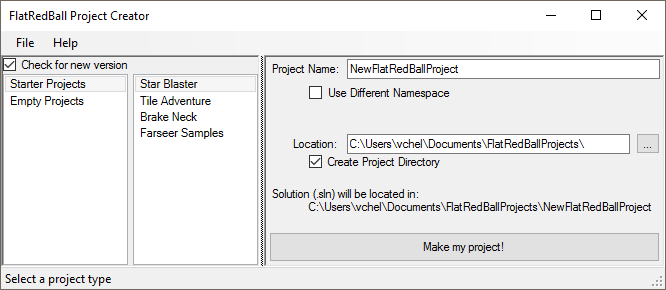 FlatRedBall Project Creator
File Help
Check for new version
Starter Projects
Empty Projects
Star Blaster
Tile Adventure
Brake Neck
Farseer Samples
Project Name: NewFlatRedBallProject
Use Different Namespace
Location: C:\Users\vchel\Documents\FlatRedBallProjects\ ...
Create Project Directory
Solution (.sln) will be located in:
C:\Users\vchel\Documents\FlatRedBallProjects\NewFlatRedBallProject
Make my project!
Select a project type